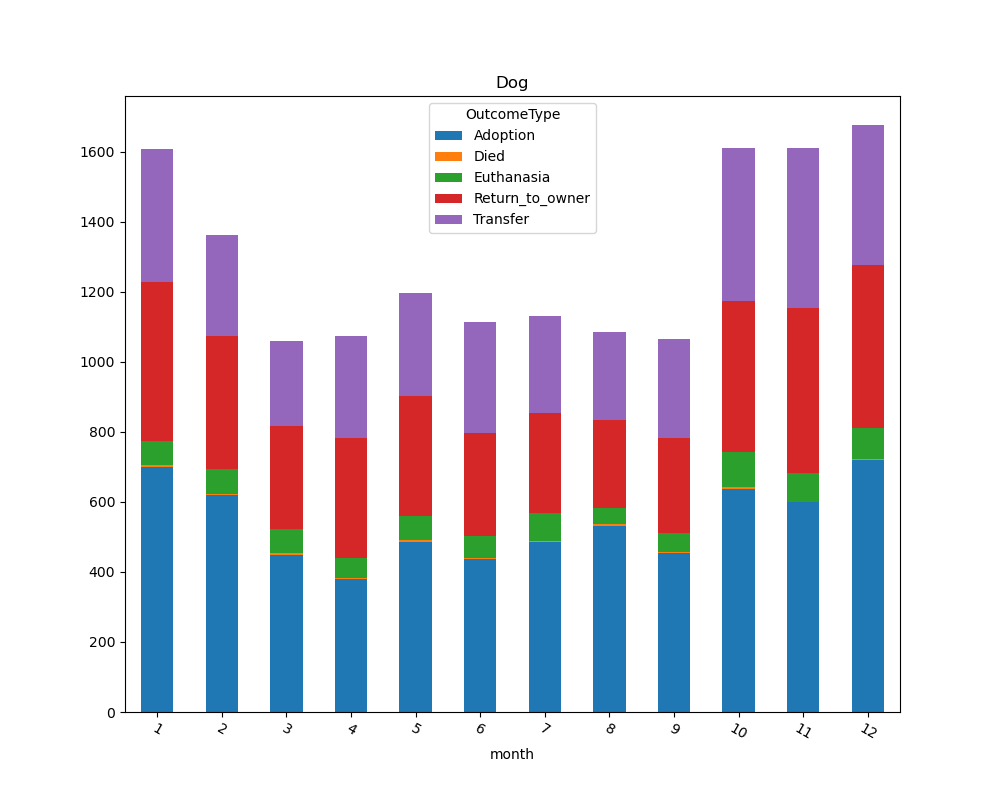 Dog
OutcomeType
Adoption
Died
Euthanasia
Return_to_owner
Transfer
1600
1400
1200
1000
800
600
400
200
0
1 2 3 4 5 6 7 8 9 10 11 12
month